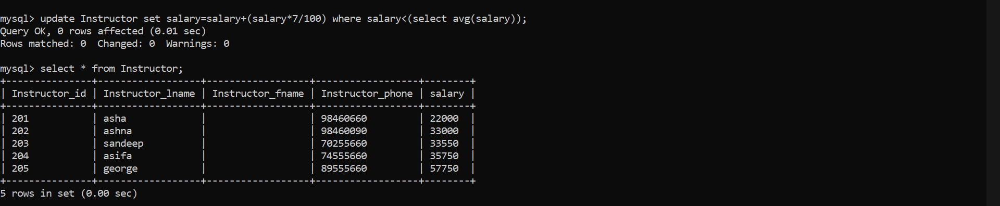 mysql> update Instructor set salary=salary+(salary*7/100) where salary<(select avg(salary));
Query OK, 0 rows affected (0.01 sec)
Rows matched: 0  Changed: 0  Warnings: 0
mysql> select * from Instructor;
+---------------+------------------+------------------+------------------+--------+
| Instructor_id | Instructor_lname | Instructor_fname | Instructor_phone | salary |
+---------------+------------------+------------------+------------------+--------+
| 201           | asha             |                  | 98460660         | 22000  |
| 202           | ashna            |                  | 98460090         | 33000  |
| 203           | sandeep          |                  | 70255660         | 33550  |
| 204           | asifa            |                  | 74555660         | 35750  |
| 205           | george           |                  | 89555660         | 57750  |
+---------------+------------------+------------------+------------------+--------+
5 rows in set (0.00 sec)